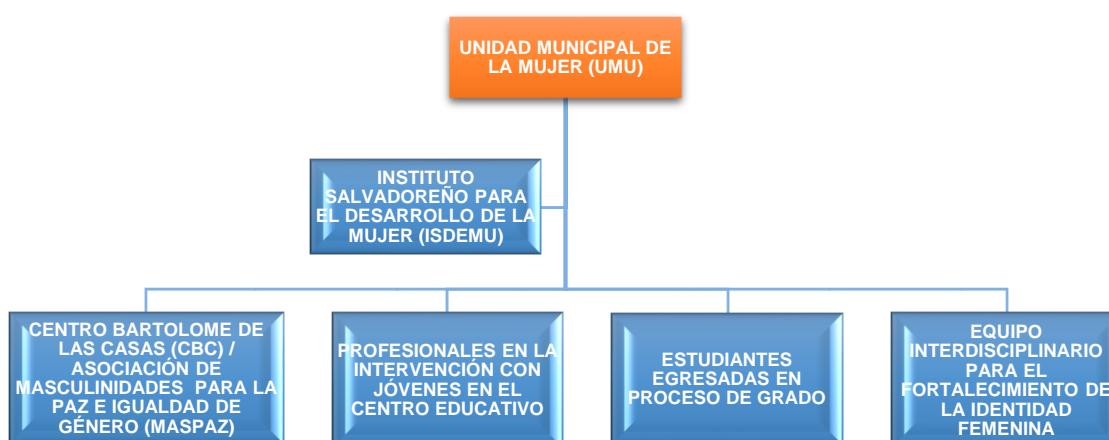 UNIDAD MUNICIPAL DE
LA MUJER (UMU)
INSTITUTO
SALVADOREÑO PARA
EL DESARROLLO DE LA
MUJER (ISDEMU)
CENTRO BARTOLOME DE
LAS CASAS (CBC) /
ASOCIACIÓN DE
MASCULINIDADES PARA LA
PAZ E IGUALDAD DE
GÉNERO (MASPAZ)
PROFESIONALES EN LA
INTERVENCIÓN CON
JÓVENES EN EL
CENTRO EDUCATIVO
ESTUDIANTES
EGRESADAS EN
PROCESO DE GRADO
EQUIPO
INTERDISCIPLINARIO
PARA EL
FORTALECIMIENTO DE
LA IDENTIDAD
FEMENINA